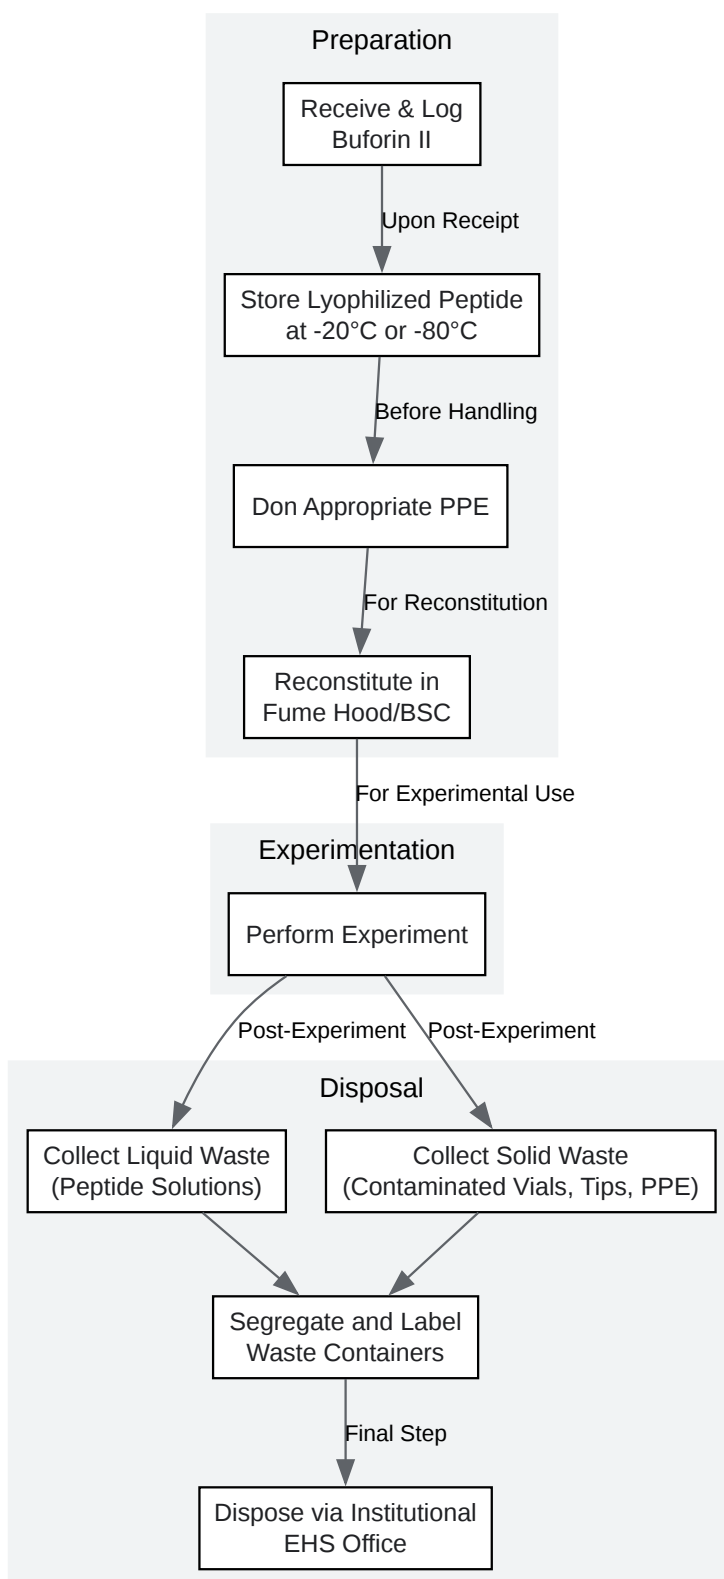 Preparation
Receive & Log
Buforin II
Upon Receipt
Store Lyophilized Peptide
at -20°C or -80°C
Before Handling
Don Appropriate PPE
For Reconstitution
Reconstitute in
Fume Hood/BSC
For Experimental Use
Experimentation
Perform Experiment
Post-Experiment
Post-Experiment
Disposal
Collect Liquid Waste
(Peptide Solutions)
Collect Solid Waste
(Contaminated Vials, Tips, PPE)
Segregate and Label
Waste Containers
Final Step
Dispose via Institutional
EHS Office